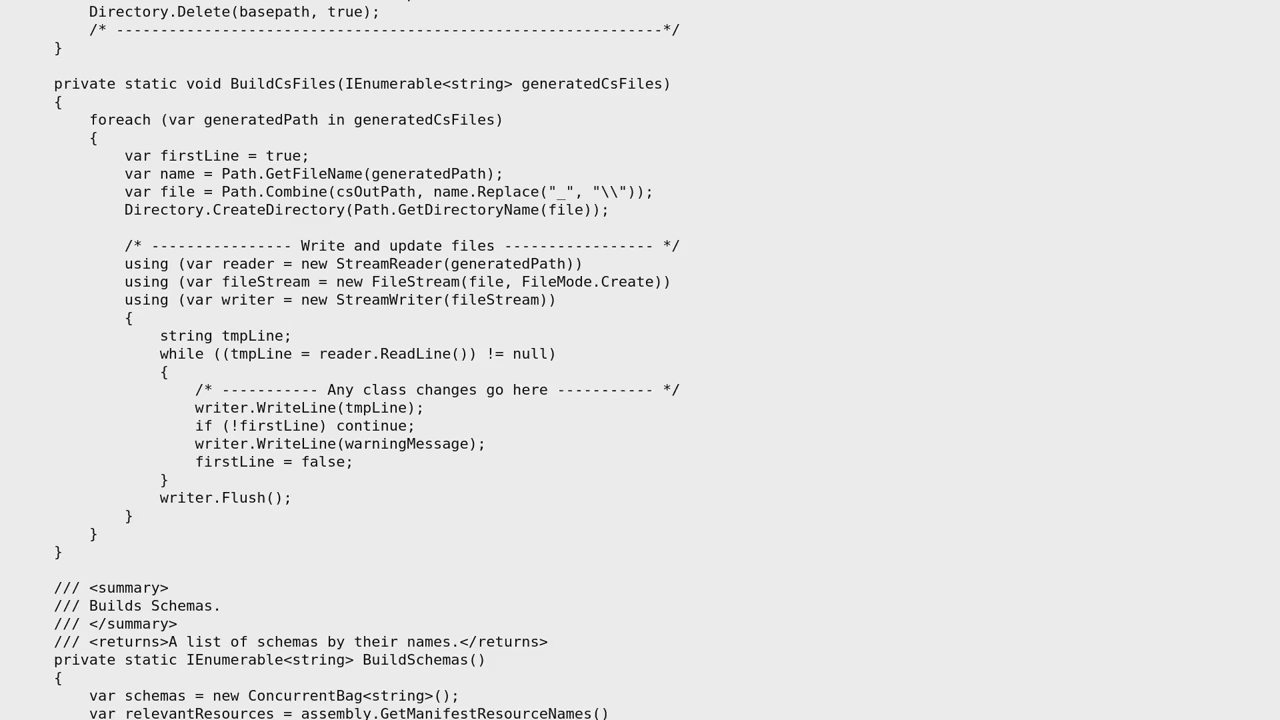 Directory.Delete(basepath, true);
/* --------------------------------------------------------------*/
}
private static void BuildCsFiles(IEnumerable<string> generatedCsFiles)
{
foreach (var generatedPath in generatedCsFiles)
{
var firstLine = true;
var name = Path.GetFileName(generatedPath);
var file = Path.Combine(csOutPath, name.Replace("_", "\\"));
Directory.CreateDirectory(Path.GetDirectoryName(file));
/* ---------------- Write and update files ----------------- */
using (var reader = new StreamReader(generatedPath))
using (var fileStream = new FileStream(file, FileMode.Create))
using (var writer = new StreamWriter(fileStream))
{
string tmpLine;
while ((tmpLine = reader.ReadLine()) != null)
{
/* ----------- Any class changes go here ----------- */
writer.WriteLine(tmpLine);
if (!firstLine) continue;
writer.WriteLine(warningMessage);
firstLine = false;
}
writer.Flush();
}
}
}
/// <summary>
/// Builds Schemas.
/// </summary>
/// <returns>A list of schemas by their names.</returns>
private static IEnumerable<string> BuildSchemas()
{
var schemas = new ConcurrentBag<string>();
var relevantResources = assembly.GetManifestResourceNames()